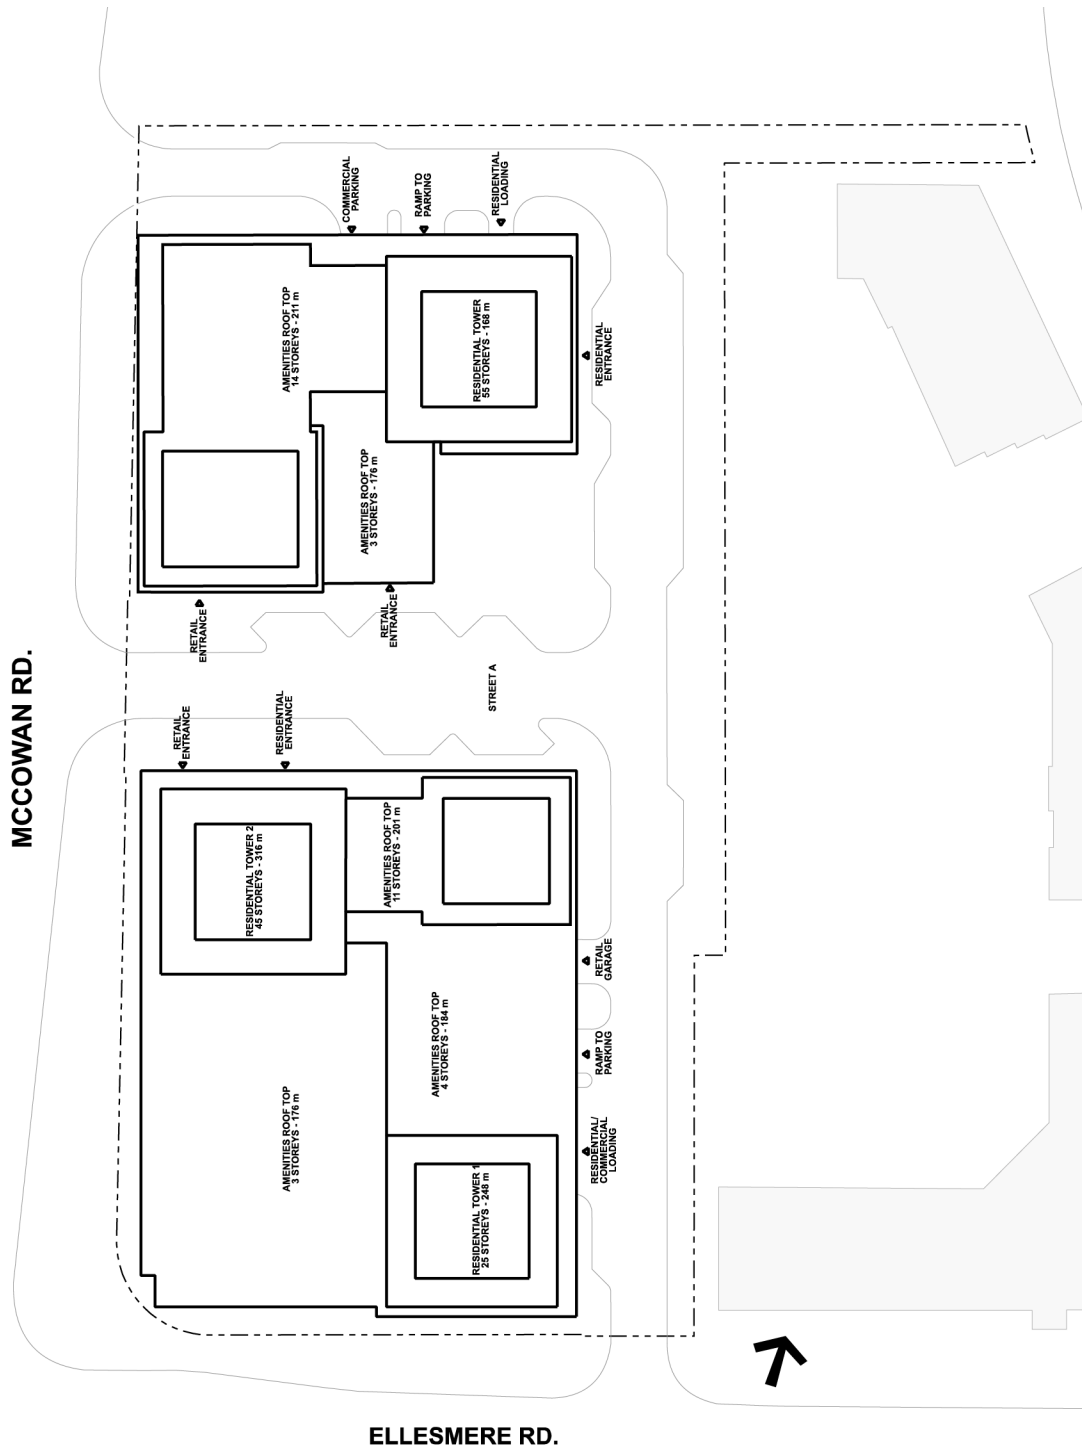 COMMERCIAL
PARKING
RAMP TO
PARKING
RESIDENTIAL
LOADING
AMENITIES ROOF TOP
14 STOREYS - 211 m
RESIDENTIAL TOWER
55 STOREYS - 168 m
RESIDENTIAL
ENTRANCE
AMENITIES ROOF TOP
3 STOREYS - 176 m
RETAIL
ENTRANCE
RETAIL
ENTRANCE
MCCOWAN RD.
STREET A
RETAIL
ENTRANCE
RESIDENTIAL
ENTRANCE
RESIDENTIAL TOWER 2
45 STOREYS - 316 m
AMENITIES ROOF TOP
11 STOREYS - 201 m
RETAIL
GARAGE
AMENITIES ROOF TOP
4 STOREYS - 184 m
RAMP TO
PARKING
AMENITIES ROOF TOP
3 STOREYS - 176 m
RESIDENTIAL/
COMMERCIAL
LOADING
RESIDENTIAL TOWER 1
25 STOREYS - 248 m
ELLESMERE RD.